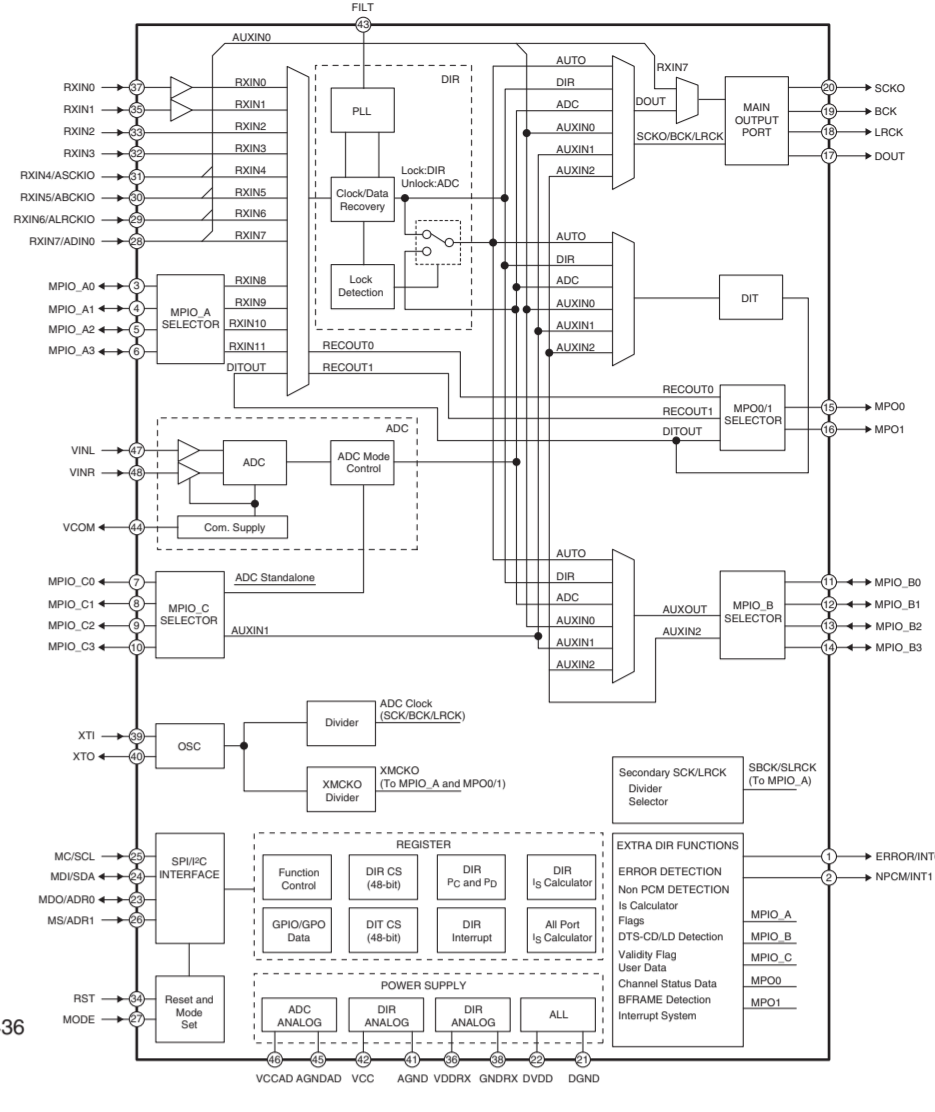 FILT
43
AUXIN0
RXIN0 37 RXIN0
RXIN1 35 RXIN1
RXIN2 33 RXIN2
RXIN3 32 RXIN3
RXIN4/ASCKIO 31 RXIN4
RXIN5/ABCKIO 30 RXIN5
RXIN6/ALRCKIO 29 RXIN6
RXIN7/ADIN0 28 RXIN7
MPIO_A0 3 RXIN8
MPIO_A1 4 RXIN9
MPIO_A2 5 RXIN10
MPIO_A3 6 RXIN11
MPIO_A
SELECTOR
DITOUT
DIR
PLL
Clock/Data
Recovery
Lock:DIR
Unlock:ADC
Lock
Detection
RECOUT0
RECOUT1
AUTO
DIR
ADC
AUXIN0
AUXIN1
AUXIN2
RXIN7
DOUT
SCKO/BCK/LRCK
MAIN
OUTPUT
PORT
20 SCKO
19 BCK
18 LRCK
17 DOUT
AUTO
DIR
ADC
AUXIN0
AUXIN1
AUXIN2
DIT
RECOUT0
RECOUT1
DITOUT
MPO0/1
SELECTOR
15 MPO0
16 MPO1
ADC
VINL 47
VINR 48
ADC
ADC Mode
Control
VCOM 44
Com. Supply
MPIO_C0 7
MPIO_C1 8
MPIO_C2 9
MPIO_C3 10
MPIO_C
SELECTOR
ADC Standalone
AUXIN1
AUTO
DIR
ADC
AUXIN0
AUXIN1
AUXIN2
AUXOUT
AUXIN2
MPIO_B
SELECTOR
11 MPIO_B0
12 MPIO_B1
13 MPIO_B2
14 MPIO_B3
XTI 39
XTO 40
OSC
Divider
ADC Clock
(SCK/BCK/LRCK)
XMCKO
Divider
XMCKO
(To MPIO_A and MPO0/1)
Secondary SCK/LRCK
Divider
Selector
SBCK/SLRCK
(To MPIO_A)
MC/SCL 25
MDI/SDA 24
MDO/ADR0 23
MS/ADR1 26
SPI/I2C
INTERFACE
RST 34
MODE 27
Reset and
Mode
Set
REGISTER
Function
Control
DIR CS
(48-bit)
DIR
PC and PD
DIR
IS Calculator
GPIO/GPO
Data
DIT CS
(48-bit)
DIR
Interrupt
All Port
IS Calculator
POWER SUPPLY
ADC
ANALOG
DIR
ANALOG
DIR
ANALOG
ALL
46 45 42 41 36 38 22 21
VCCAD AGNDAD VCC AGND VDDRX GNDRX DVDD DGND
EXTRA DIR FUNCTIONS
ERROR DETECTION
Non PCM DETECTION
Is Calculator
Flags
DTS-CD/LD Detection
Validity Flag
User Data
Channel Status Data
BFRAME Detection
Interrupt System
1 ERROR/INT
2 NPCM/INT1
MPIO_A
MPIO_B
MPIO_C
MPO0
MPO1
36